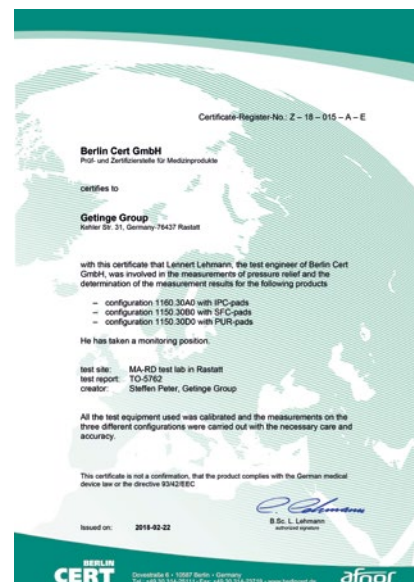 Certificate-Register-No.: Z – 18 – 015 – A – E
Berlin Cert GmbH
Prüf- und Zertifizierstelle für Medizinprodukte
certifies to
Getinge Group
Kehler Str. 31, Germany-76437 Rastatt
with this certificate that Lennert Lehmann, the test engineer of Berlin Cert
GmbH, was involved in the measurements of pressure relief and the
determination of the measurement results for the following products
– configuration 1160.30A0 with IPC-pads
– configuration 1150.30B0 with SFC-pads
– configuration 1150.30D0 with PUR-pads
He has taken a monitoring position.
test site: MA-RD test lab in Rastatt
test report: TO-5762
creator: Steffen Peter, Getinge Group
All the test equipment used was calibrated and the measurements on the
three different configurations were carried out with the necessary care and
accuracy.
This certificate is not a confirmation, that the product complies with the German medical
device law or the directive 93/42/EEC
B.Sc. L. Lehmann
authorized signature
Issued on: 2018-02-22
BERLIN
CERT
Dovestraße 6 • 10587 Berlin • Germany
afnor